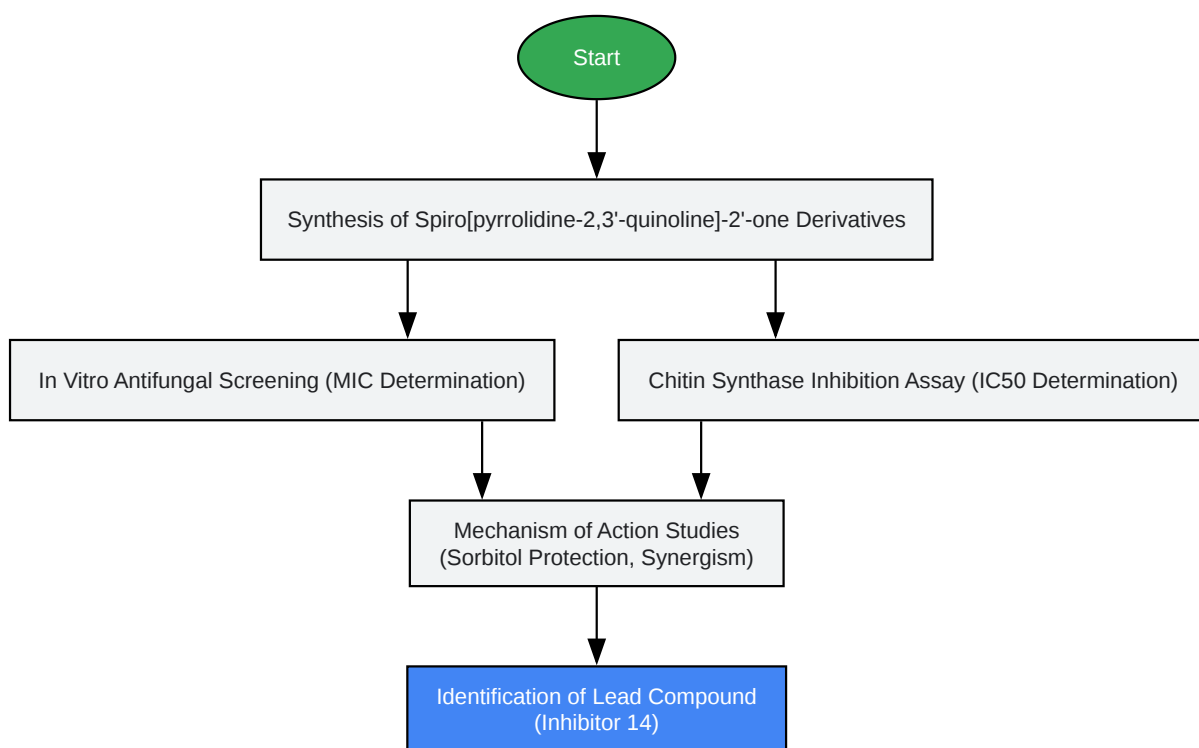 Start
Synthesis of Spiro[pyrrolidine-2,3'-quinoline]-2'-one Derivatives
In Vitro Antifungal Screening (MIC Determination)
Chitin Synthase Inhibition Assay (IC50 Determination)
Mechanism of Action Studies
(Sorbitol Protection, Synergism)
Identification of Lead Compound
(Inhibitor 14)